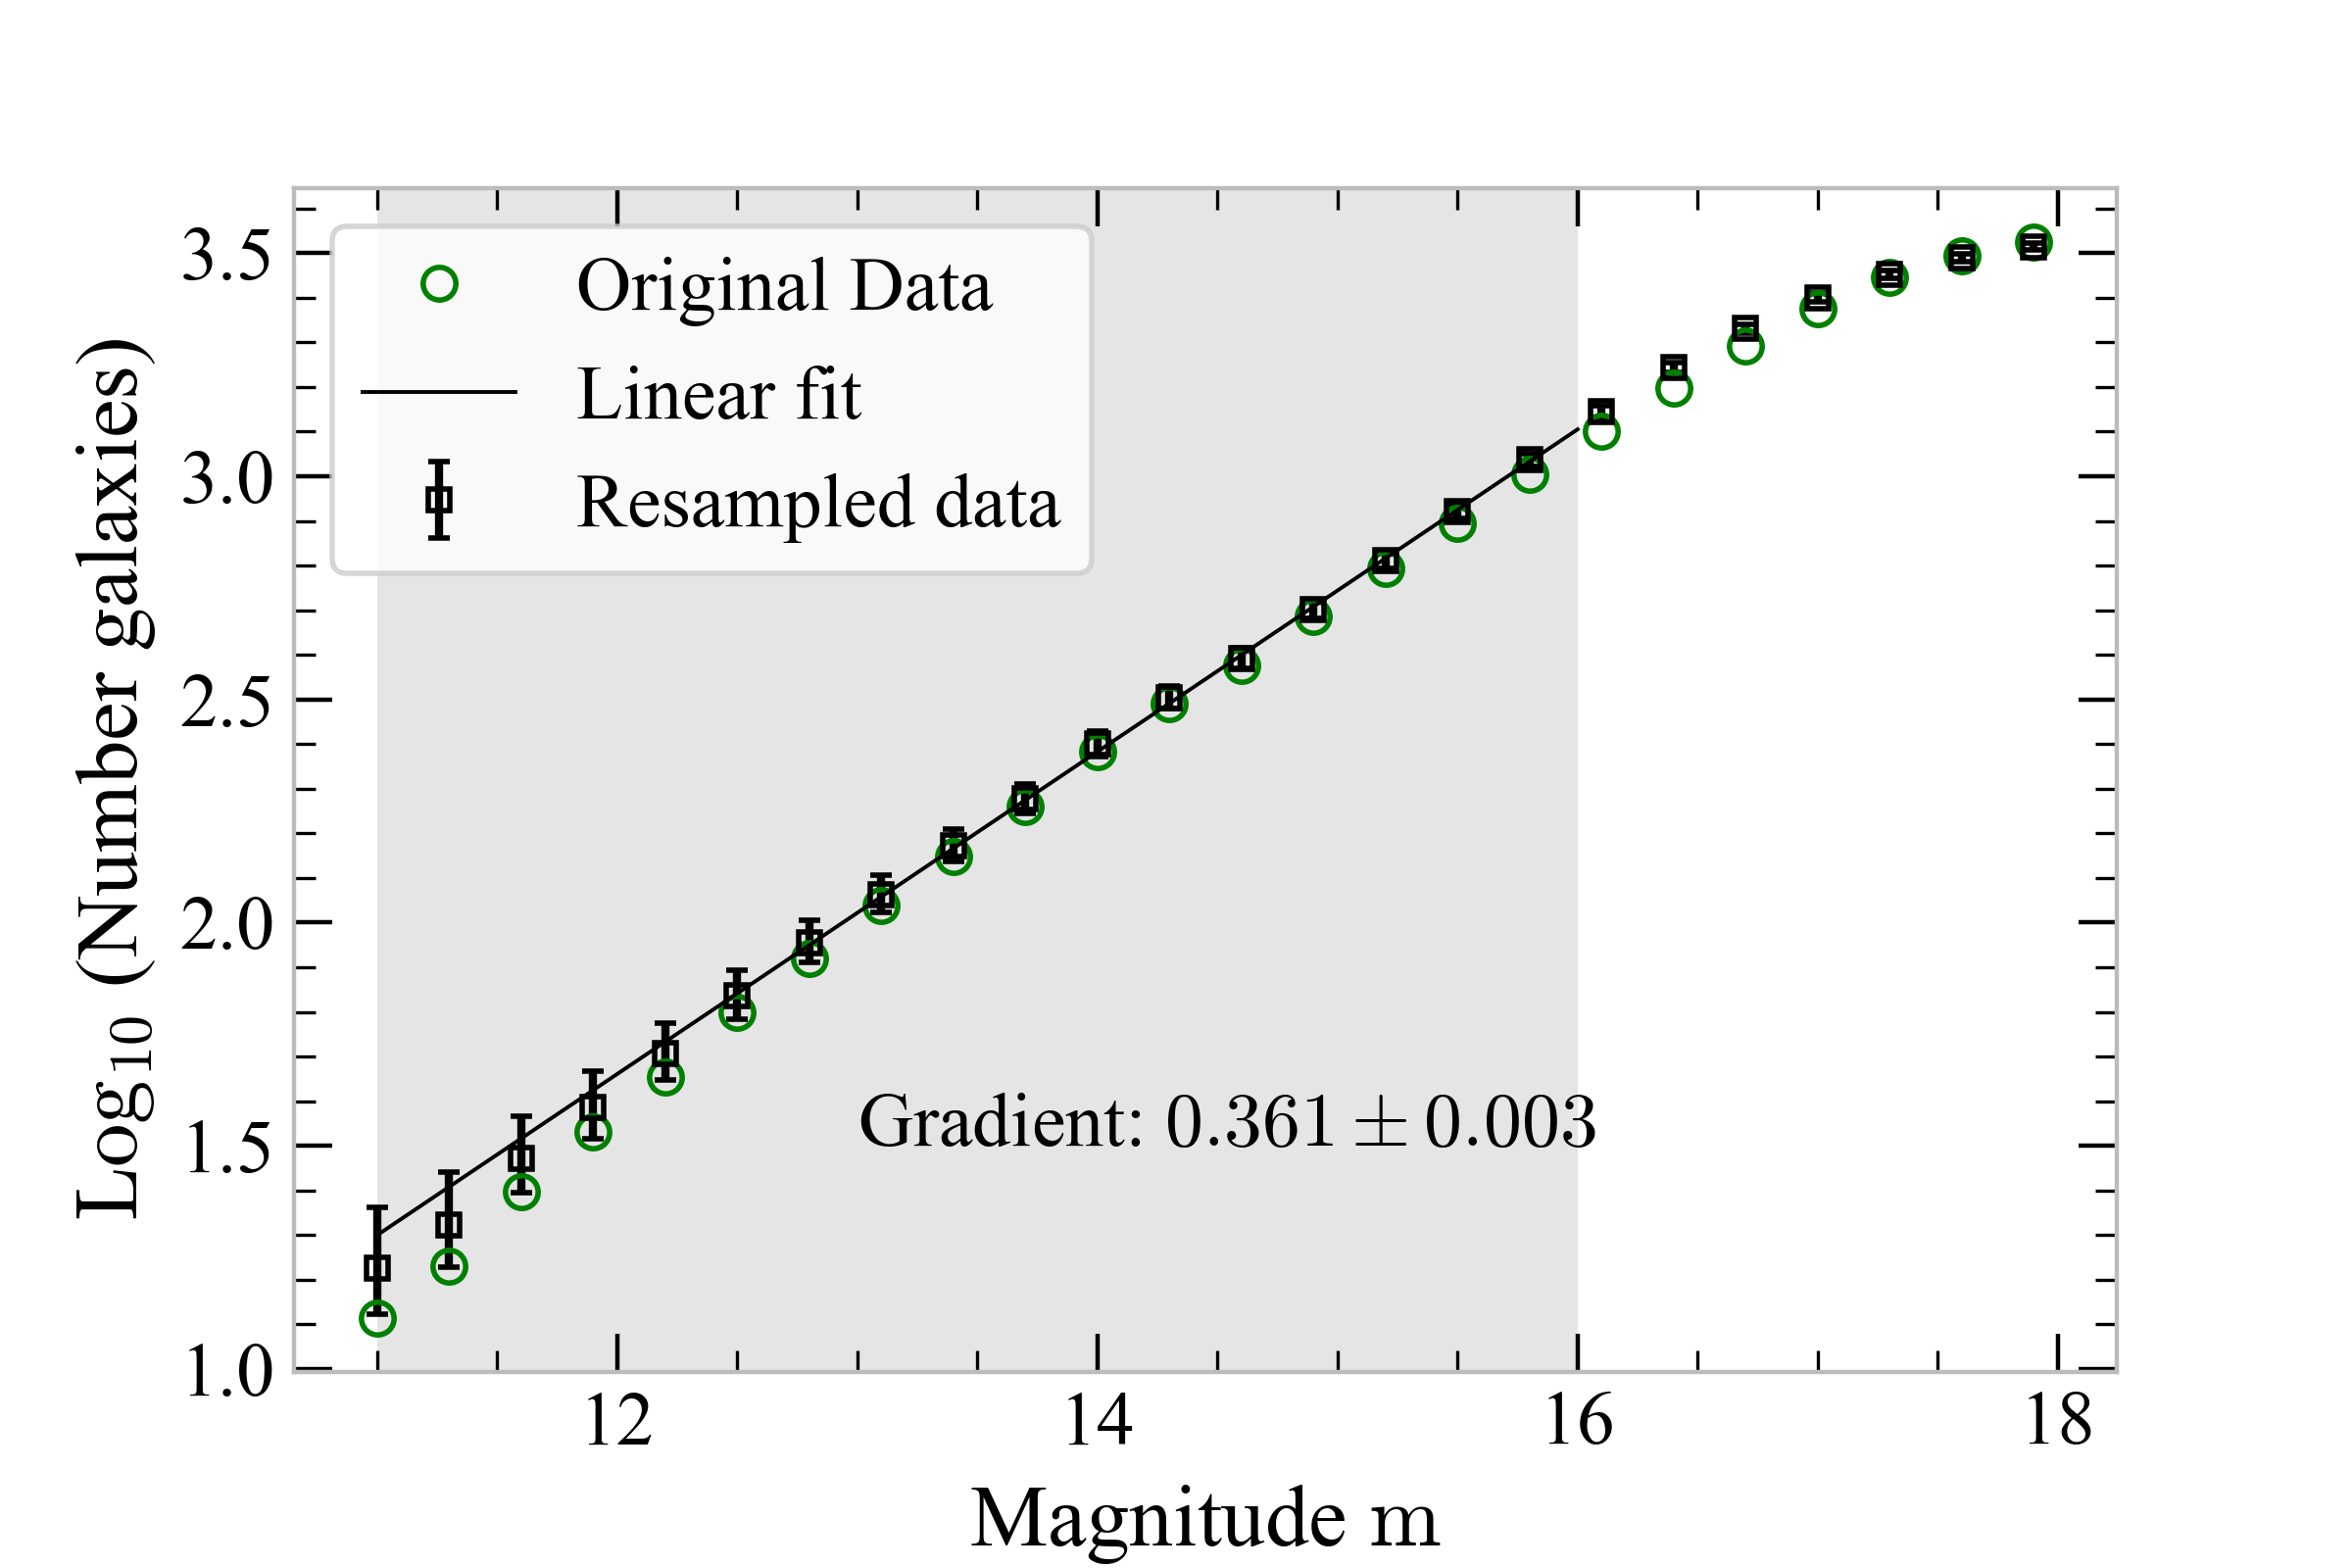 Original Data
Linear fit
Resampled data
3.5
3.0
2.5
2.0
1.5
1.0
Log₁₀ (Number galaxies)
Gradient: 0.361 ± 0.003
12 14 16 18
Magnitude m